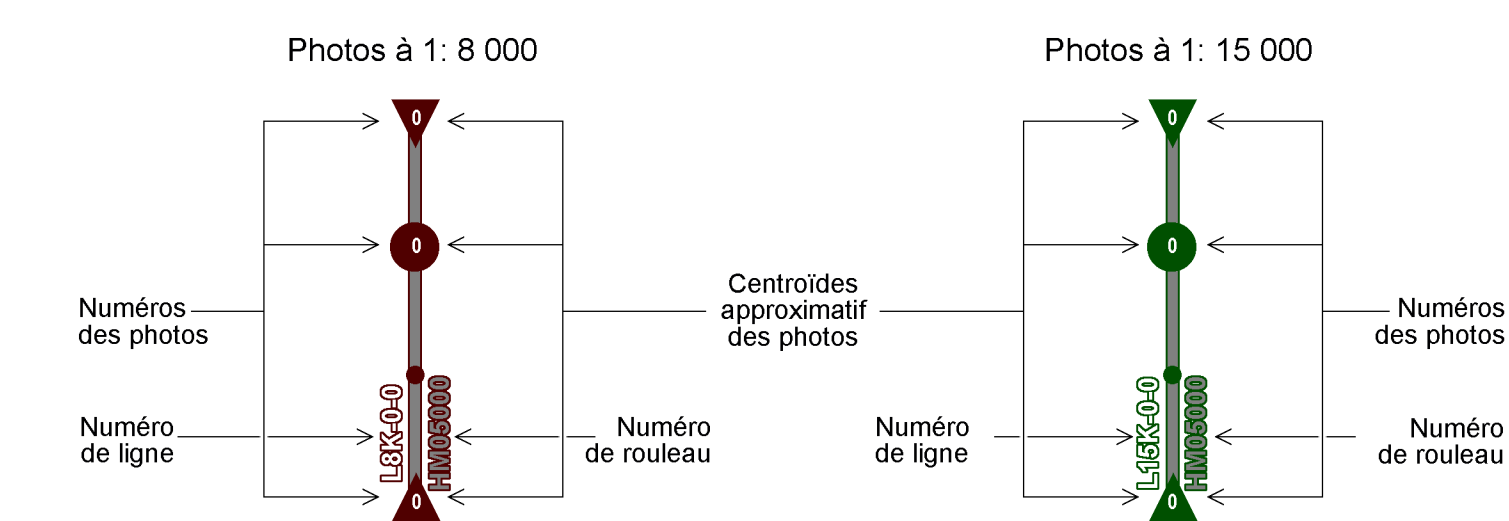 Photos à 1: 8 000
Photos à 1: 15 000
0
0
0
0
Centroïdes
approximatif
des photos
Numéros
des photos
Numéros
des photos
L8K-0-0
HMO5000
L15K-0-0
HMO5000
Numéro
de ligne
Numéro
de rouleau
Numéro
de ligne
Numéro
de rouleau
0
0